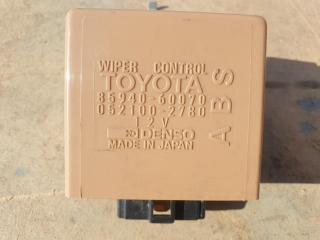 WIPER CONTROL
TOYOTA
85940-60070
052100-2780
12V
DENSO
MADE IN JAPAN
ABS